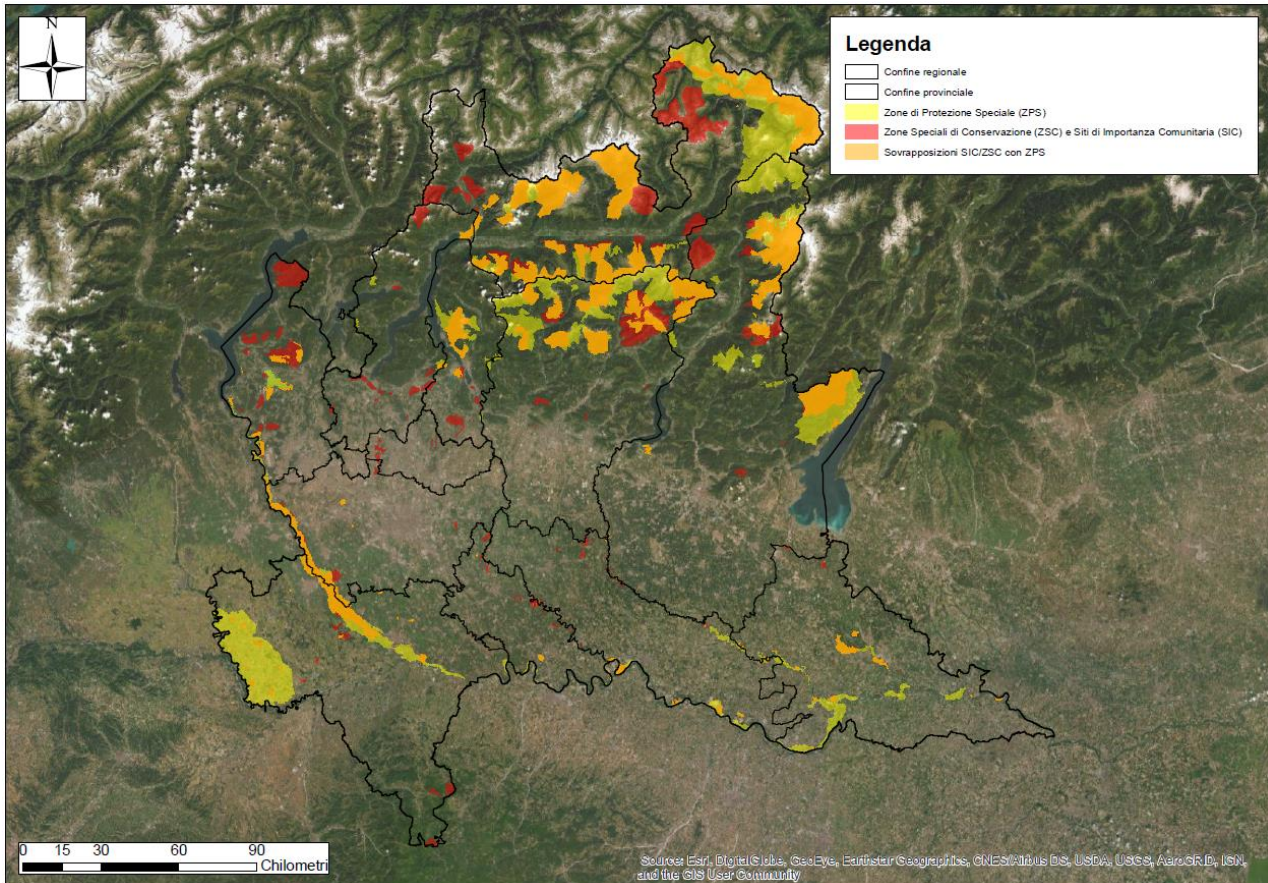 N
Legenda
Confine regionale
Confine provinciale
Zone di Protezione Speciale (ZPS)
Zone Speciali di Conservazione (ZSC) e Siti di Importanza Comunitaria (SIC)
Sovrapposizioni SIC/ZSC con ZPS
0 15 30 60 90
Chilometri
Source: Esri, DigitalGlobe, GeoEye, Earthstar Geographics, CNES/Airbus DS, USDA, USGS, AeroGRID, IGN,
and the GIS User Community